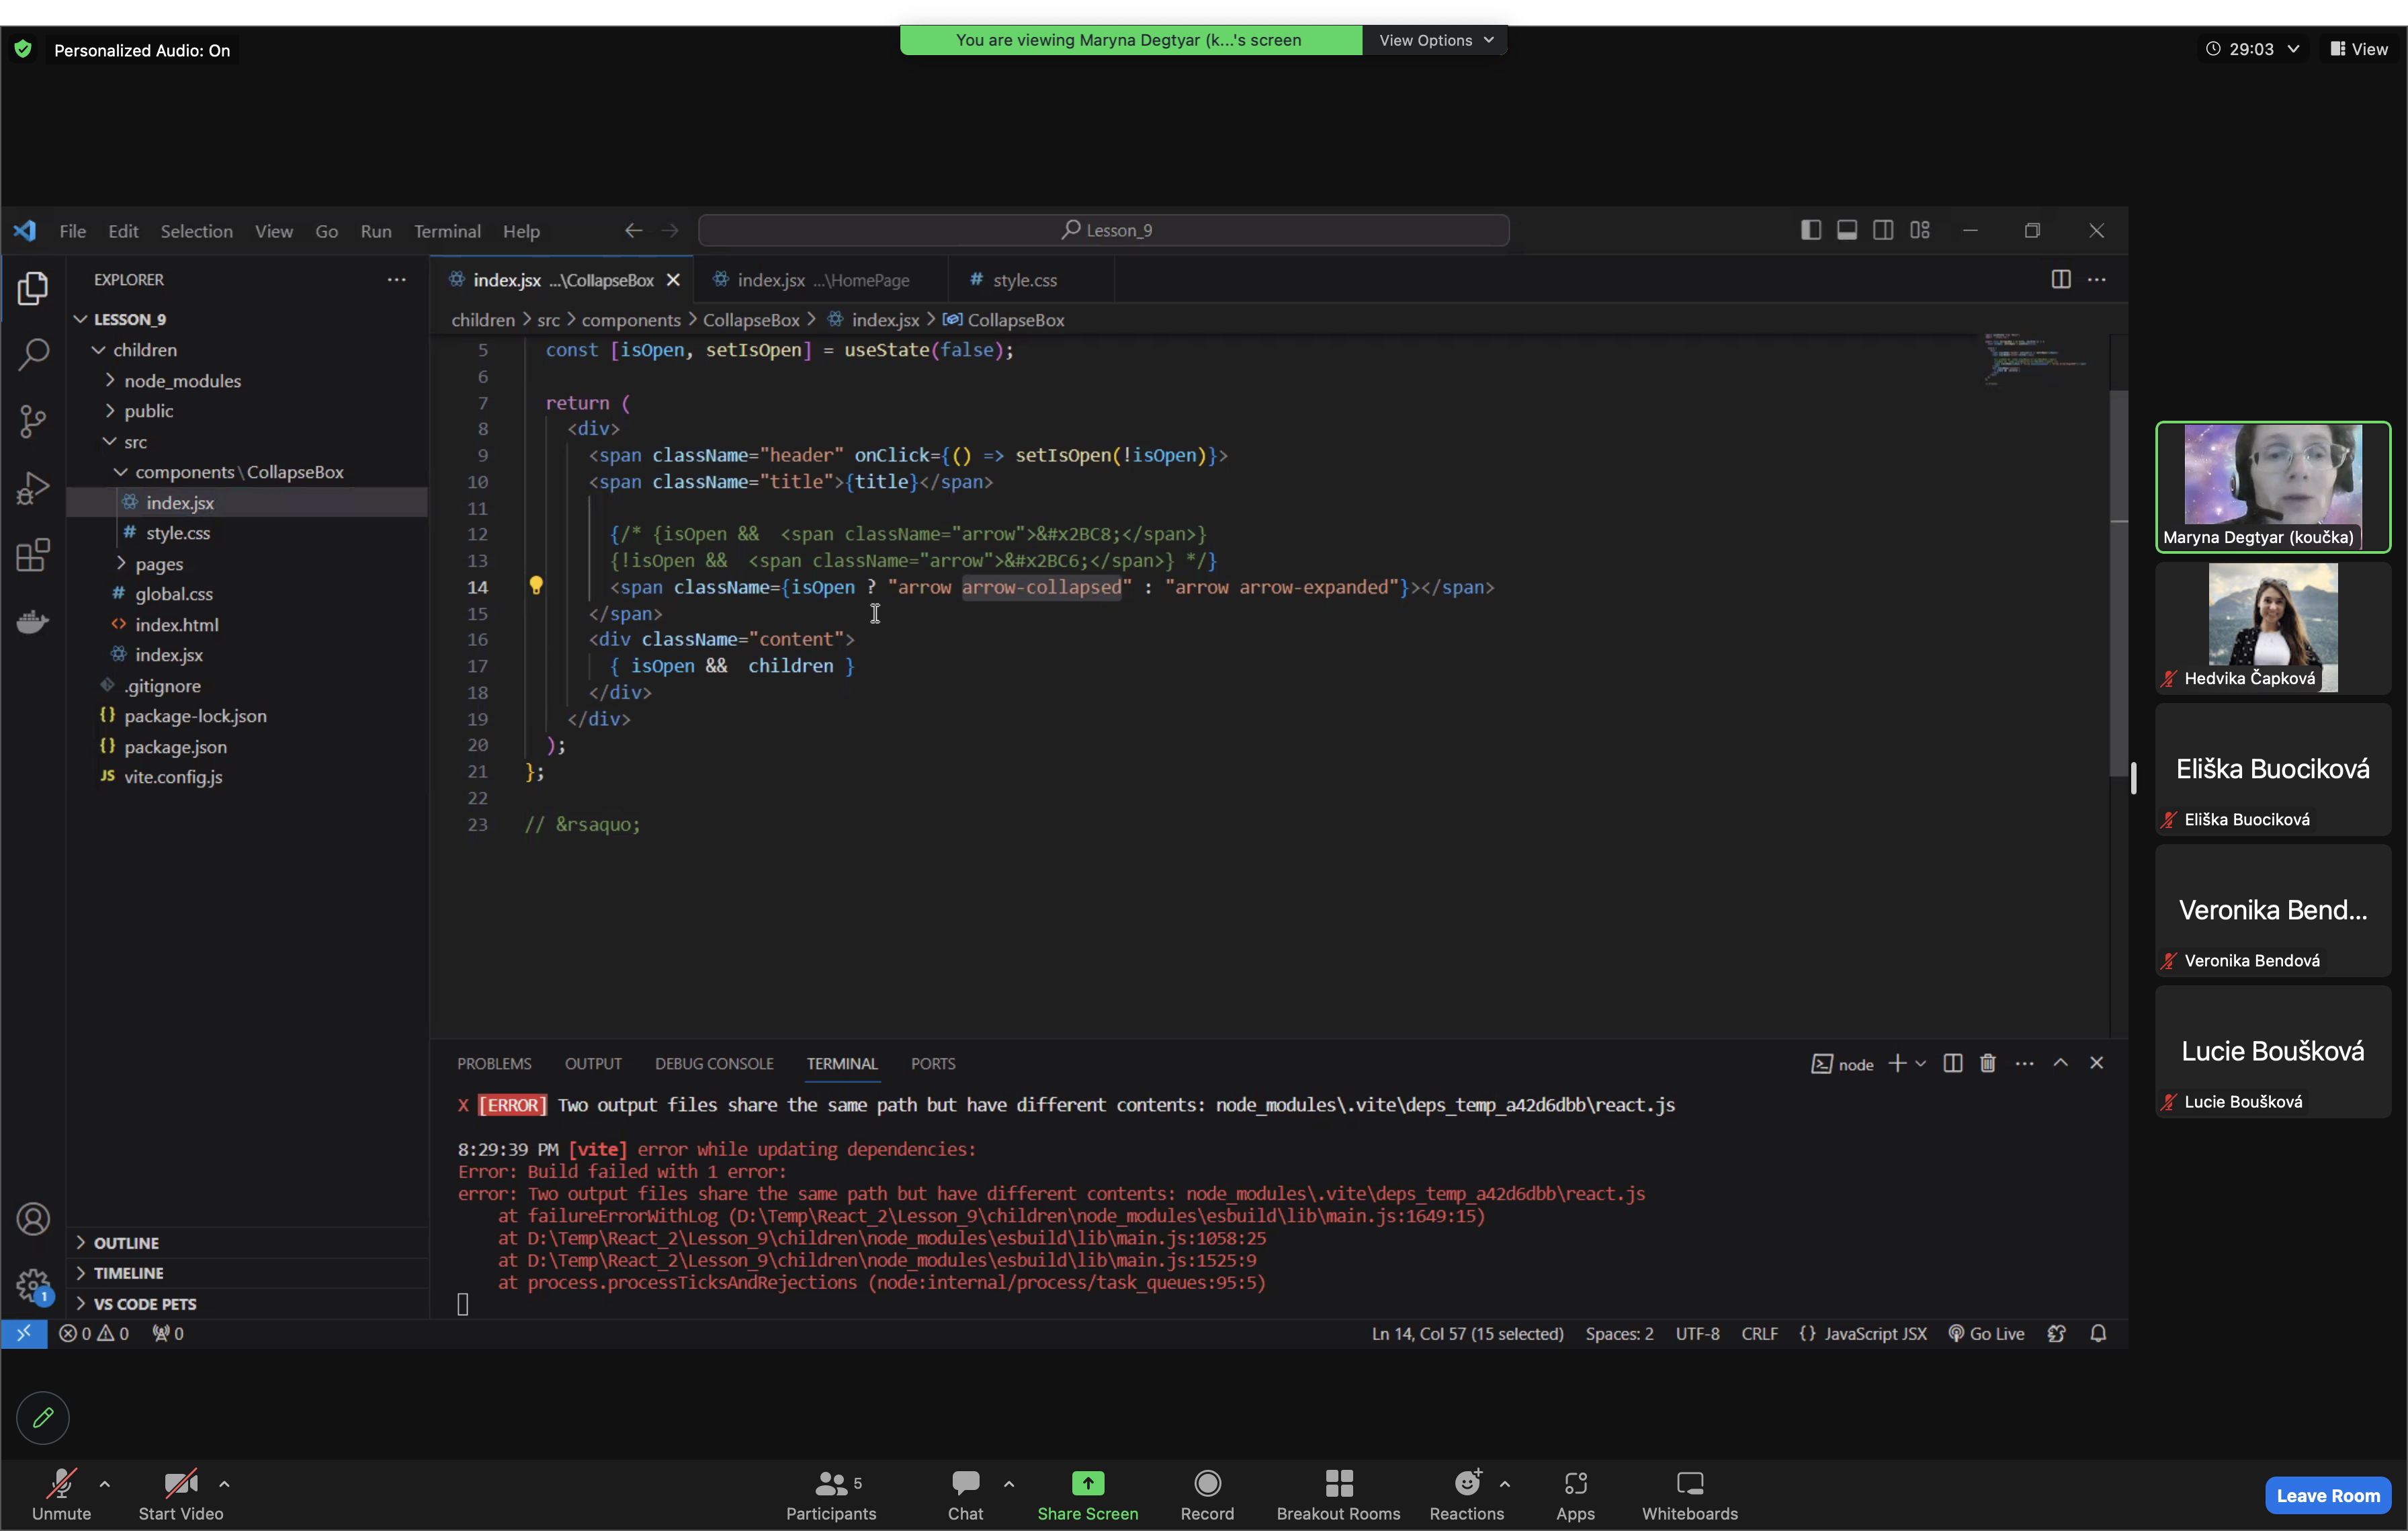 You are viewing Maryna Degtyar (k...'s screen
View Options
Personalized Audio: On
29:03
View
File Edit Selection View Go Run Terminal Help
Lesson_9
EXPLORER
LESSON_9
children
node_modules
public
src
components\CollapseBox
index.jsx
# style.css
pages
# global.css
<> index.html
index.jsx
.gitignore
{} package-lock.json
{} package.json
JS vite.config.js
OUTLINE
TIMELINE
VS CODE PETS
1
index.jsx ...\CollapseBox
index.jsx ...\HomePage
# style.css
children > src > components > CollapseBox > index.jsx > CollapseBox
5 const [isOpen, setIsOpen] = useState(false);
6
7 return (
8 <div>
9 <span className="header" onClick={() => setIsOpen(!isOpen)}>
10 <span className="title">{title}</span>
11
12 {/* {isOpen && <span className="arrow">&#x2BC8;</span>}
13 {!isOpen && <span className="arrow">&#x2BC6;</span>} */}
14 <span className={isOpen ? "arrow arrow-collapsed" : "arrow arrow-expanded"}></span>
15 </span>
16 <div className="content">
17 { isOpen && children }
18 </div>
19 </div>
20 );
21 };
22
23 // &rsaquo;
PROBLEMS OUTPUT DEBUG CONSOLE TERMINAL PORTS
node
X [ERROR] Two output files share the same path but have different contents: node_modules\.vite\deps_temp_a42d6dbb\react.js
8:29:39 PM [vite] error while updating dependencies:
Error: Build failed with 1 error:
error: Two output files share the same path but have different contents: node_modules\.vite\deps_temp_a42d6dbb\react.js
at failureErrorWithLog (D:\Temp\React_2\Lesson_9\children\node_modules\esbuild\lib\main.js:1649:15)
at D:\Temp\React_2\Lesson_9\children\node_modules\esbuild\lib\main.js:1058:25
at D:\Temp\React_2\Lesson_9\children\node_modules\esbuild\lib\main.js:1525:9
at process.processTicksAndRejections (node:internal/process/task_queues:95:5)
0 0 0
Ln 14, Col 57 (15 selected) Spaces: 2 UTF-8 CRLF {} JavaScript JSX Go Live
Maryna Degtyar (koučka)
Hedvika Čapková
Eliška Buociková
Eliška Buociková
Veronika Bend...
Veronika Bendová
Lucie Boušková
Lucie Boušková
Unmute
Start Video
5
Participants
Chat
Share Screen
Record
Breakout Rooms
Reactions
Apps
Whiteboards
Leave Room